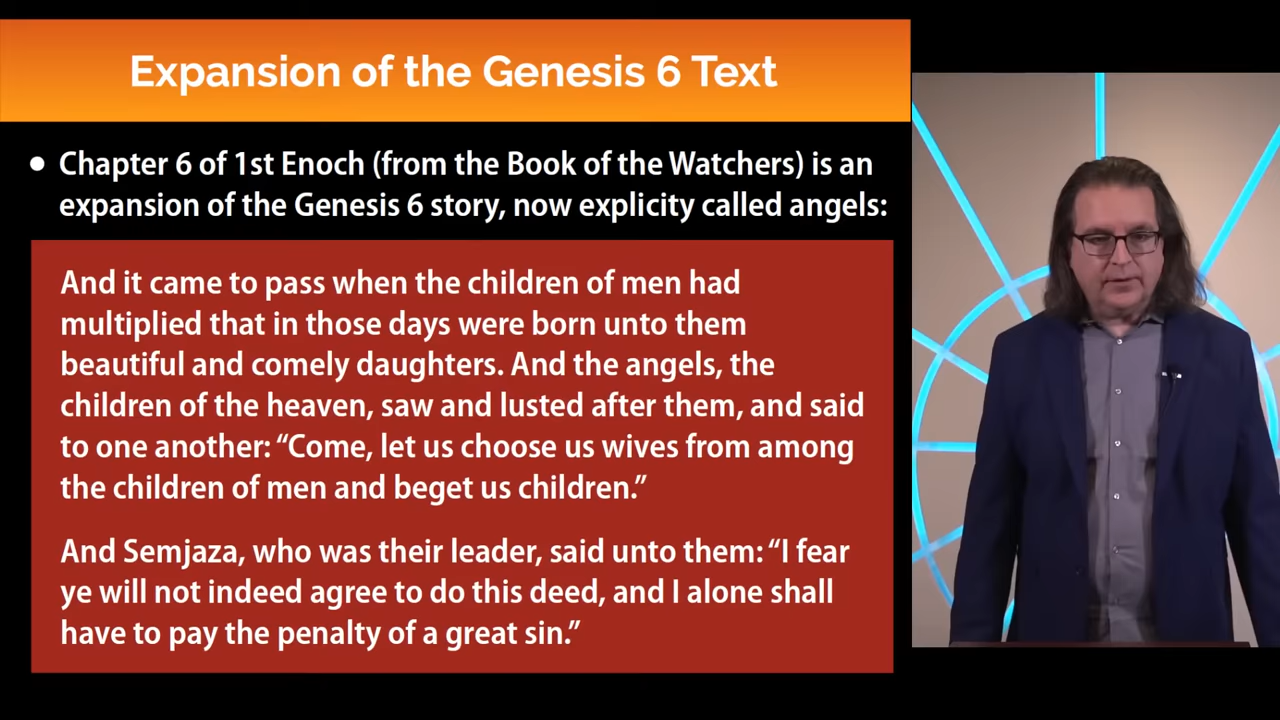 Expansion of the Genesis 6 Text
• Chapter 6 of 1st Enoch (from the Book of the Watchers) is an
expansion of the Genesis 6 story, now explicity called angels:
And it came to pass when the children of men had
multiplied that in those days were born unto them
beautiful and comely daughters. And the angels, the
children of the heaven, saw and lusted after them, and said
to one another: “Come, let us choose us wives from among
the children of men and beget us children.”
And Semjaza, who was their leader, said unto them: “I fear
ye will not indeed agree to do this deed, and I alone shall
have to pay the penalty of a great sin.”